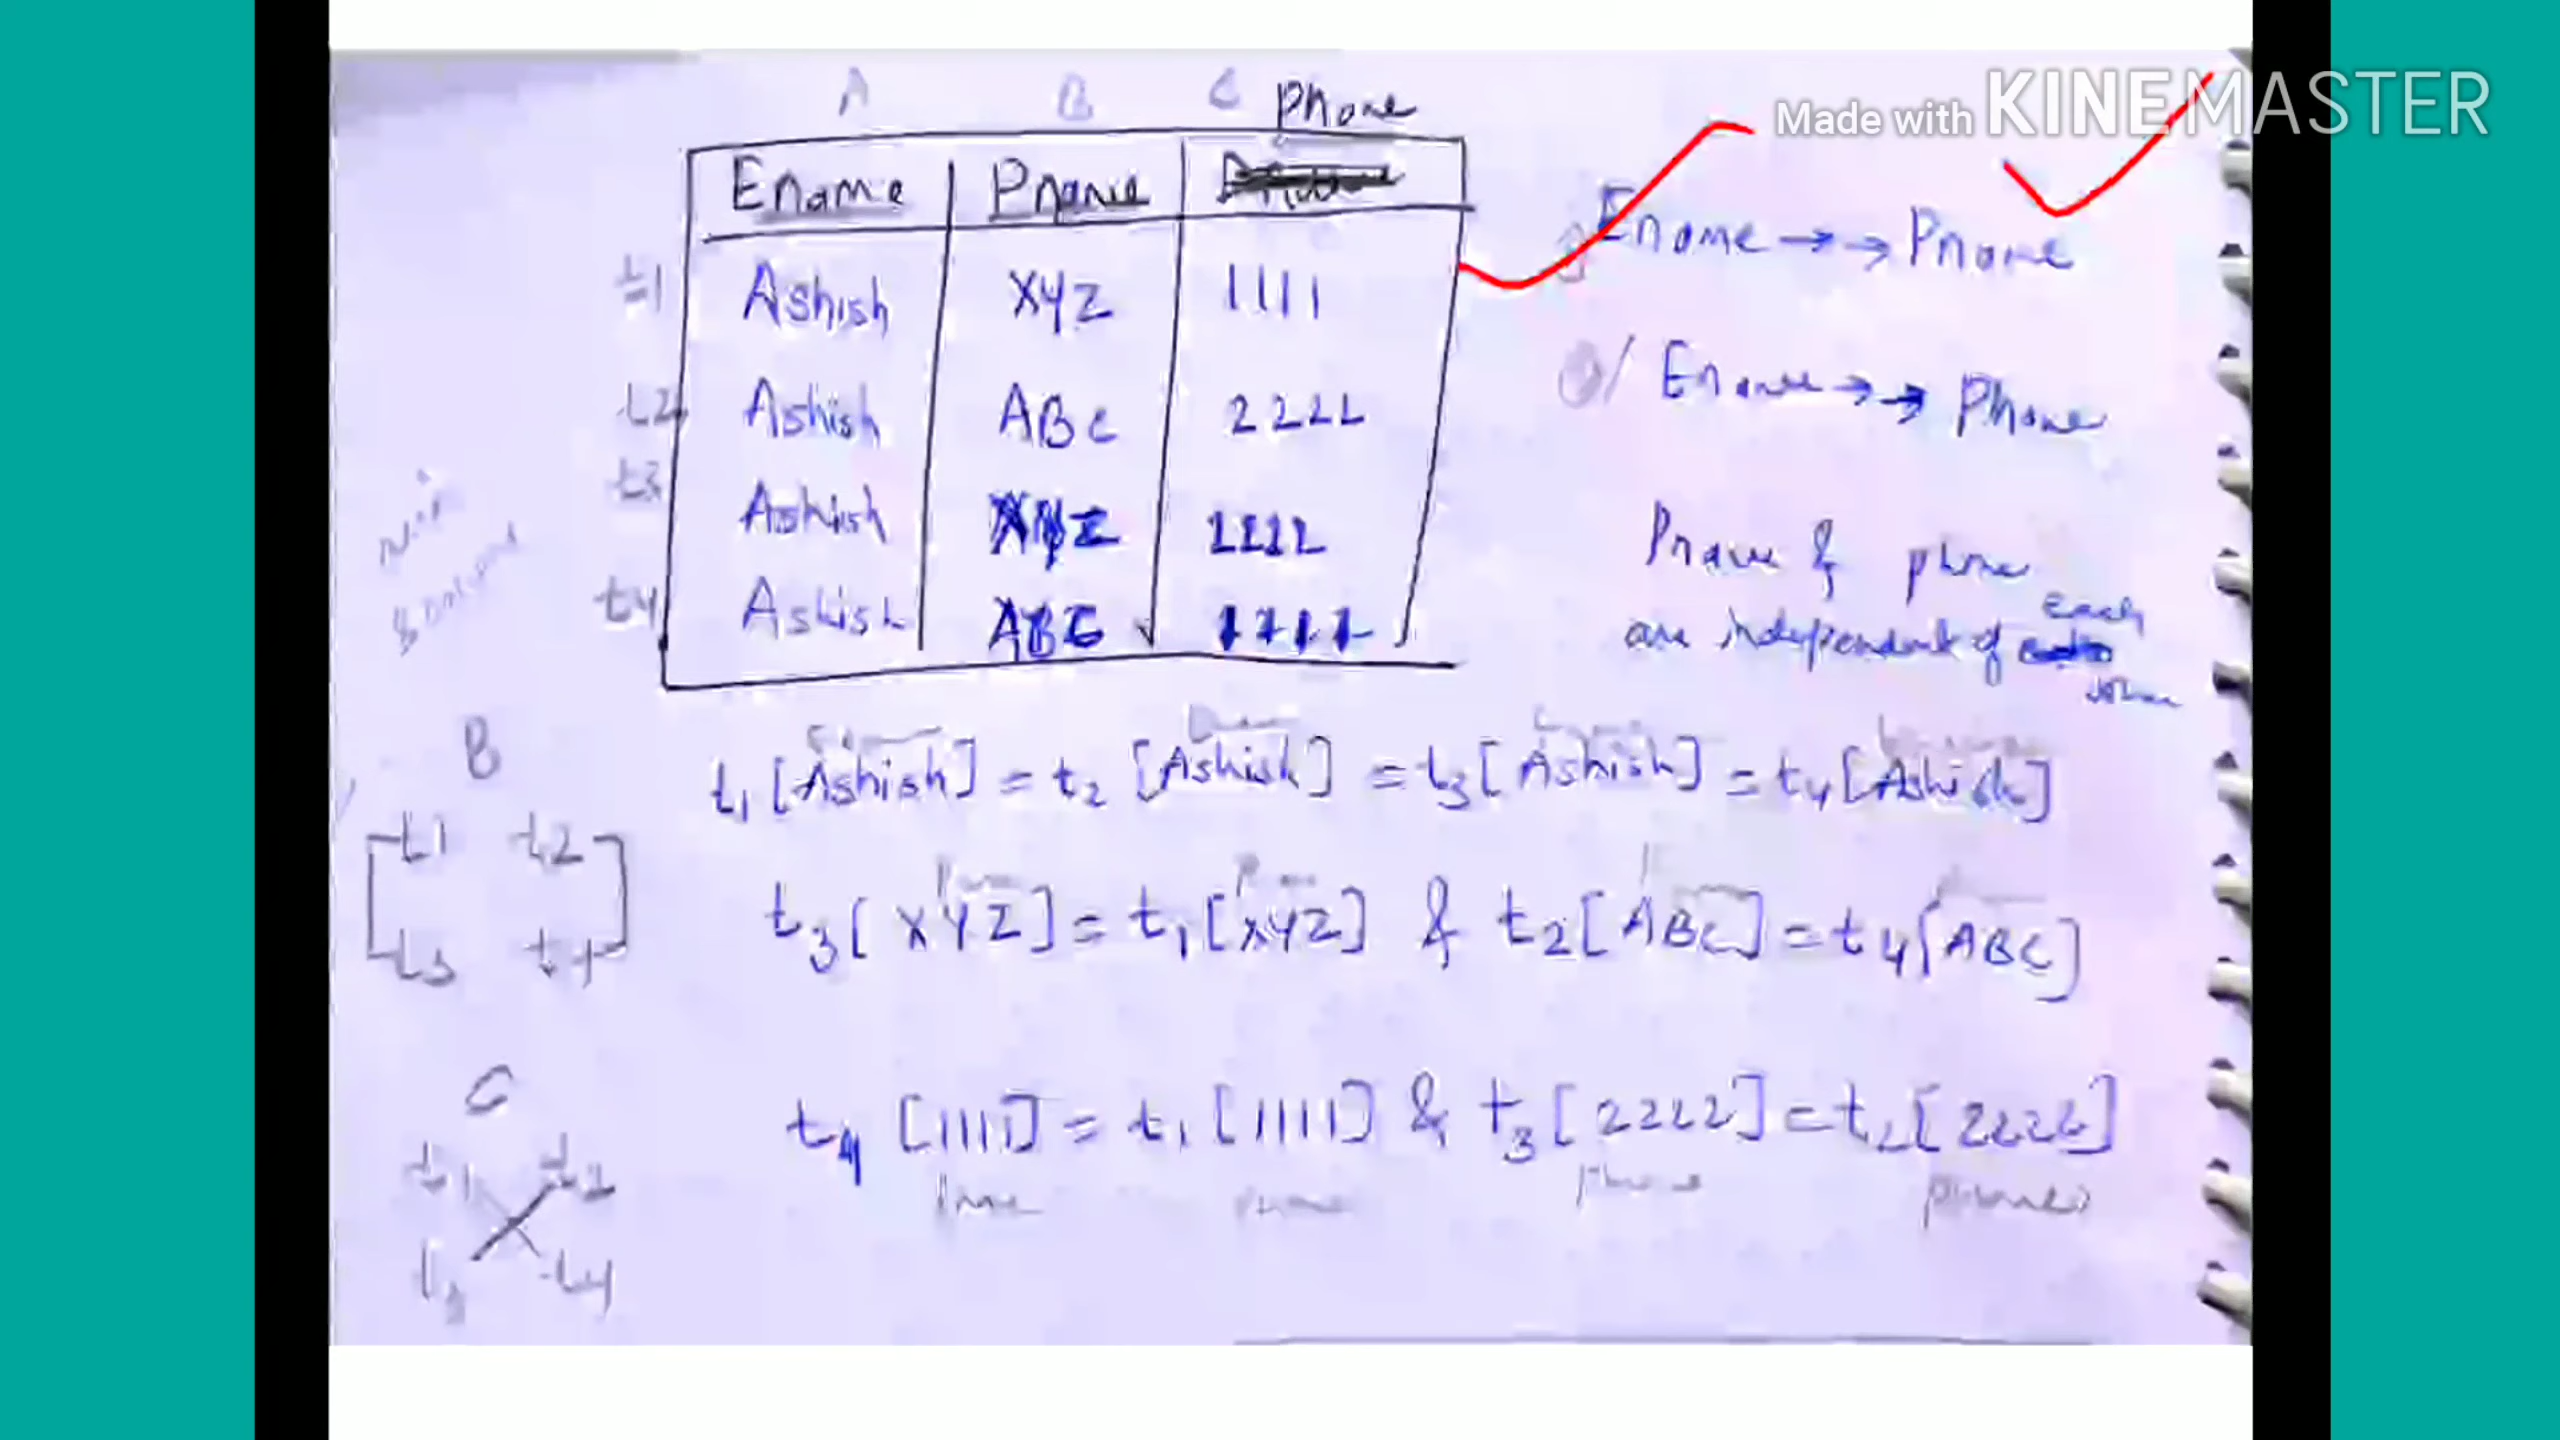 A B C Phone
Ename Pname
t1 Ashish XYZ 1111
t2 Ashish ABC 2222
t3 Ashish XYZ 2222
t4 Ashish ABC 1111
Made with KINEMASTER
Ename →→ Pname
Ename →→ Phone
Pname & phone
are independent of each
other
B
t1 t2
t3 t4
t1 [Ashish] = t2 [Ashish] = t3 [Ashish] = t4 [Ashish]
t3 [XYZ] = t1 [XYZ] & t2 [ABC] = t4 [ABC]
C
t1 t2
t3 t4
t4 [1111] = t1 [1111] & t3 [2222] = t2 [2222]
phone phone phone